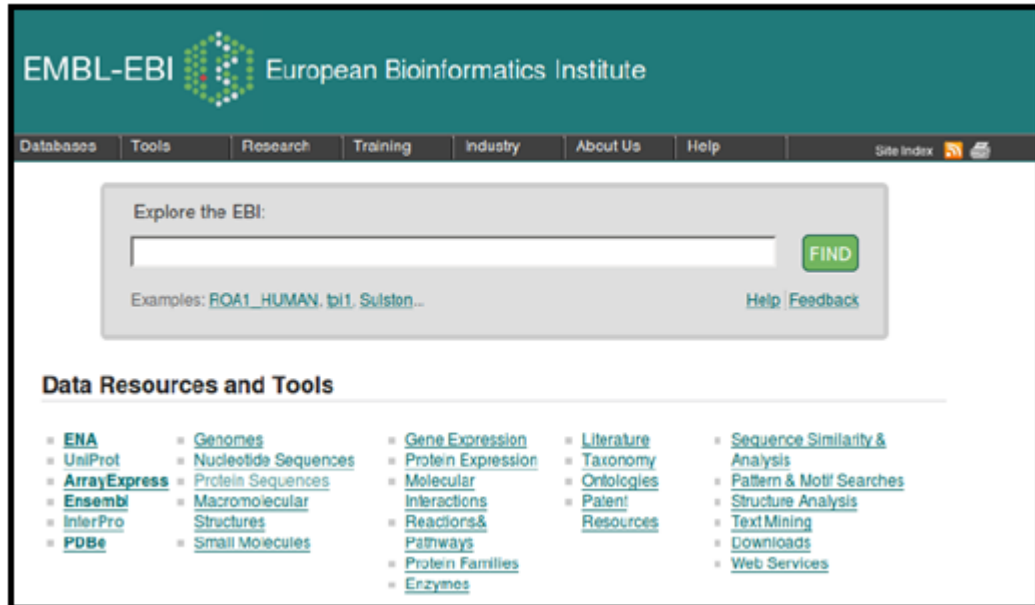 EMBL-EBI European Bioinformatics Institute
Databases Tools Research Training Industry About Us Help Site Index
Explore the EBI:
FIND
Examples: ROA1_HUMAN, tpi1, Sulston... Help Feedback
Data Resources and Tools
ENA
UniProt
ArrayExpress
Ensembl
InterPro
PDBe
Genomes
Nucleotide Sequences
Protein Sequences
Macromolecular
Structures
Small Molecules
Gene Expression
Protein Expression
Molecular
Interactions
Reactions&
Pathways
Protein Families
Enzymes
Literature
Taxonomy
Ontologies
Patent
Resources
Sequence Similarity &
Analysis
Pattern & Motif Searches
Structure Analysis
Text Mining
Downloads
Web Services